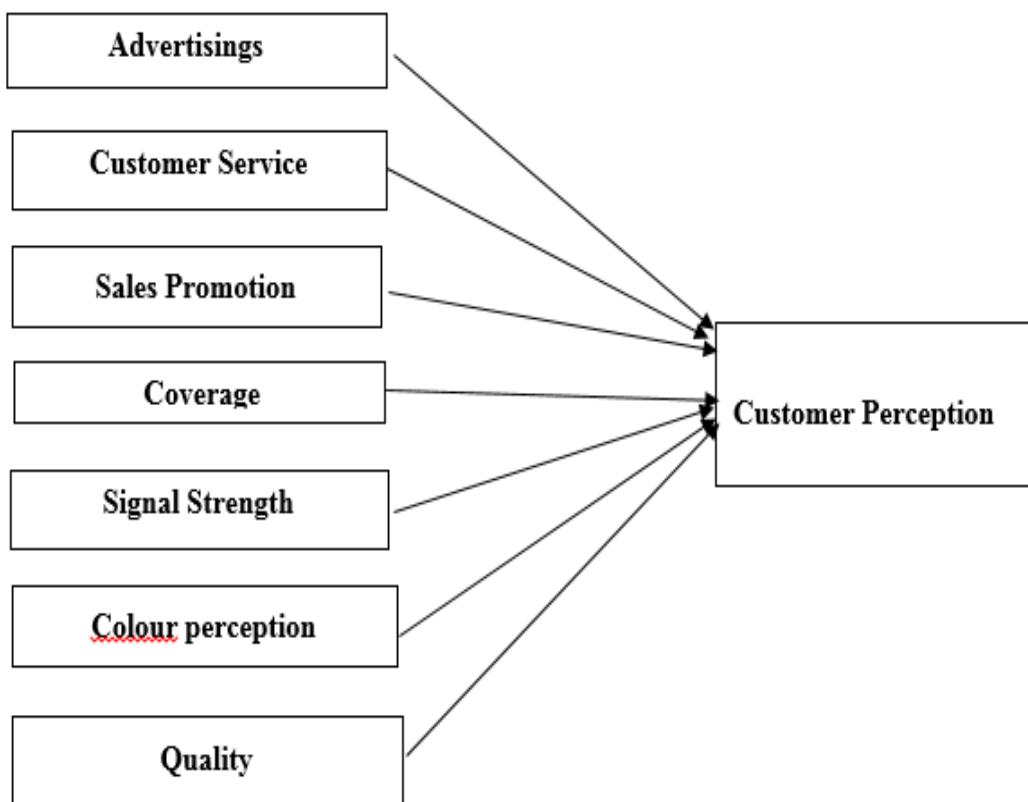 Advertisings
Customer Service
Sales Promotion
Coverage
Customer Perception
Signal Strength
Colour perception
Quality